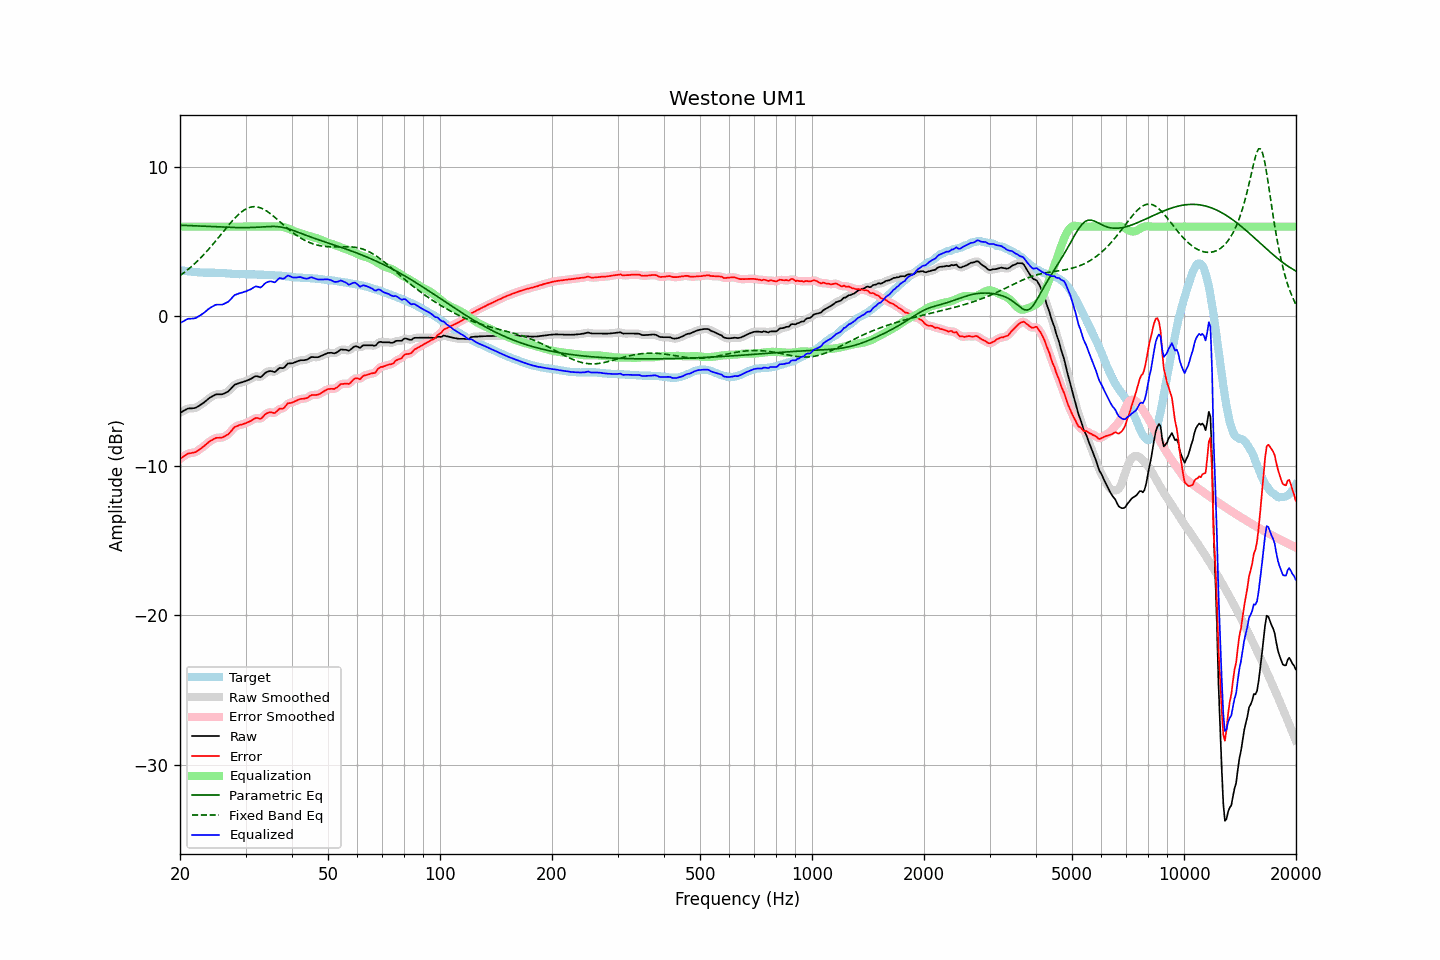 Westone UM1
Amplitude (dBr)
10
0
−10
−20
−30
Target
Raw Smoothed
Error Smoothed
Raw
Error
Equalization
Parametric Eq
Fixed Band Eq
Equalized
20 50 100 200 500 1000 2000 5000 10000 20000
Frequency (Hz)